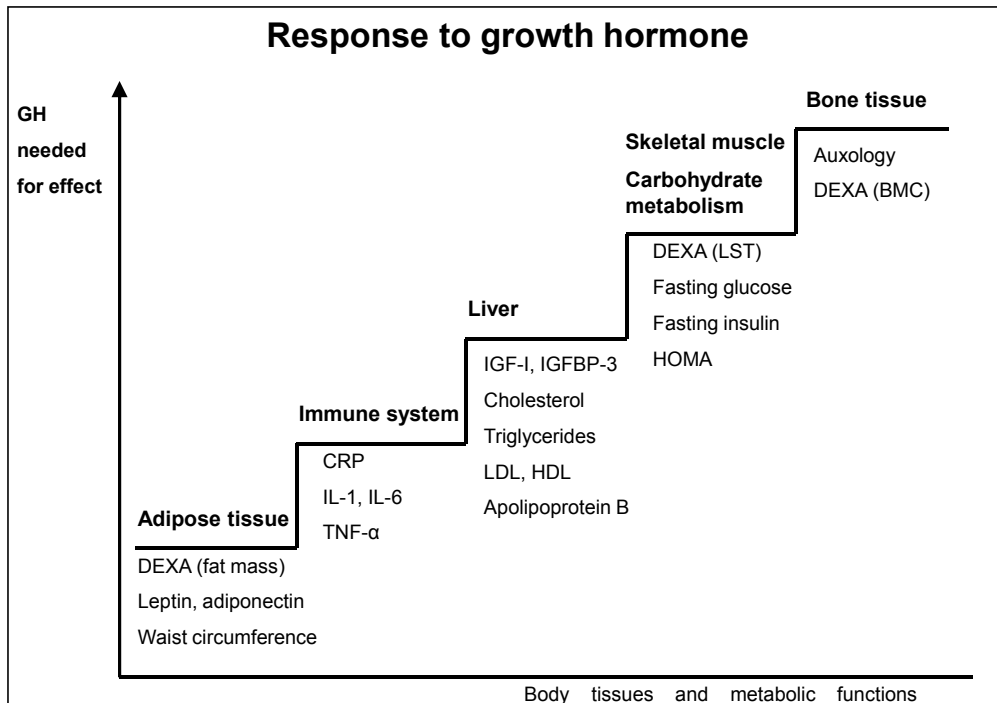 Response to growth hormone
GH
needed
for effect
Bone tissue
Auxology
DEXA (BMC)
Skeletal muscle
Carbohydrate
metabolism
DEXA (LST)
Fasting glucose
Fasting insulin
HOMA
Liver
IGF-I, IGFBP-3
Cholesterol
Triglycerides
LDL, HDL
Apolipoprotein B
Immune system
CRP
IL-1, IL-6
TNF-α
Adipose tissue
DEXA (fat mass)
Leptin, adiponectin
Waist circumference
Body tissues and metabolic functions